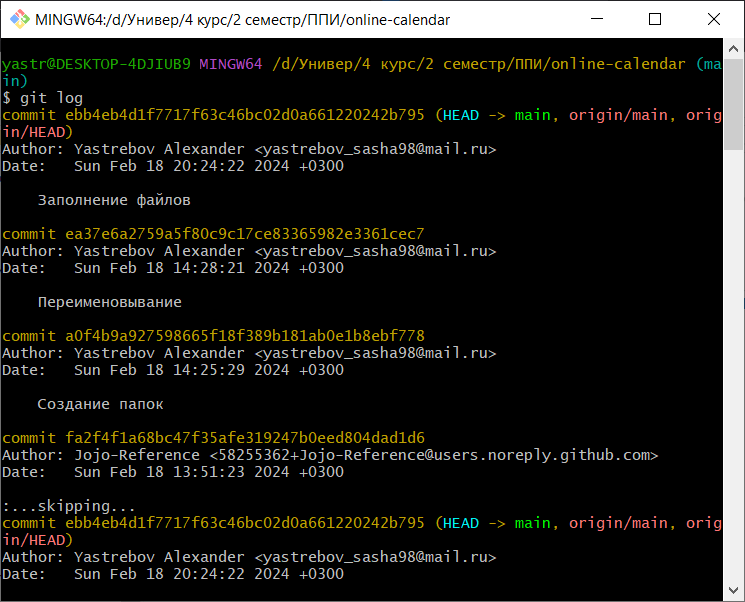 MINGW64:/d/Универ/4 курс/2 семестр/ППИ/online-calendar
yastr@DESKTOP-4DJIUB9 MINGW64 /d/Универ/4 курс/2 семестр/ППИ/online-calendar (ma
in)
$ git log
commit ebb4eb4d1f7717f63c46bc02d0a661220242b795 (HEAD -> main, origin/main, orig
in/HEAD)
Author: Yastrebov Alexander <yastrebov_sasha98@mail.ru>
Date:   Sun Feb 18 20:24:22 2024 +0300
    Заполнение файлов
commit ea37e6a2759a5f80c9c17ce83365982e3361cec7
Author: Yastrebov Alexander <yastrebov_sasha98@mail.ru>
Date:   Sun Feb 18 14:28:21 2024 +0300
    Переименовывание
commit a0f4b9a927598665f18f389b181ab0e1b8ebf778
Author: Yastrebov Alexander <yastrebov_sasha98@mail.ru>
Date:   Sun Feb 18 14:25:29 2024 +0300
    Создание папок
commit fa2f4f1a68bc47f35afe319247b0eed804dad1d6
Author: Jojo-Reference <58255362+Jojo-Reference@users.noreply.github.com>
Date:   Sun Feb 18 13:51:23 2024 +0300
:...skipping...
commit ebb4eb4d1f7717f63c46bc02d0a661220242b795 (HEAD -> main, origin/main, orig
in/HEAD)
Author: Yastrebov Alexander <yastrebov_sasha98@mail.ru>
Date:   Sun Feb 18 20:24:22 2024 +0300